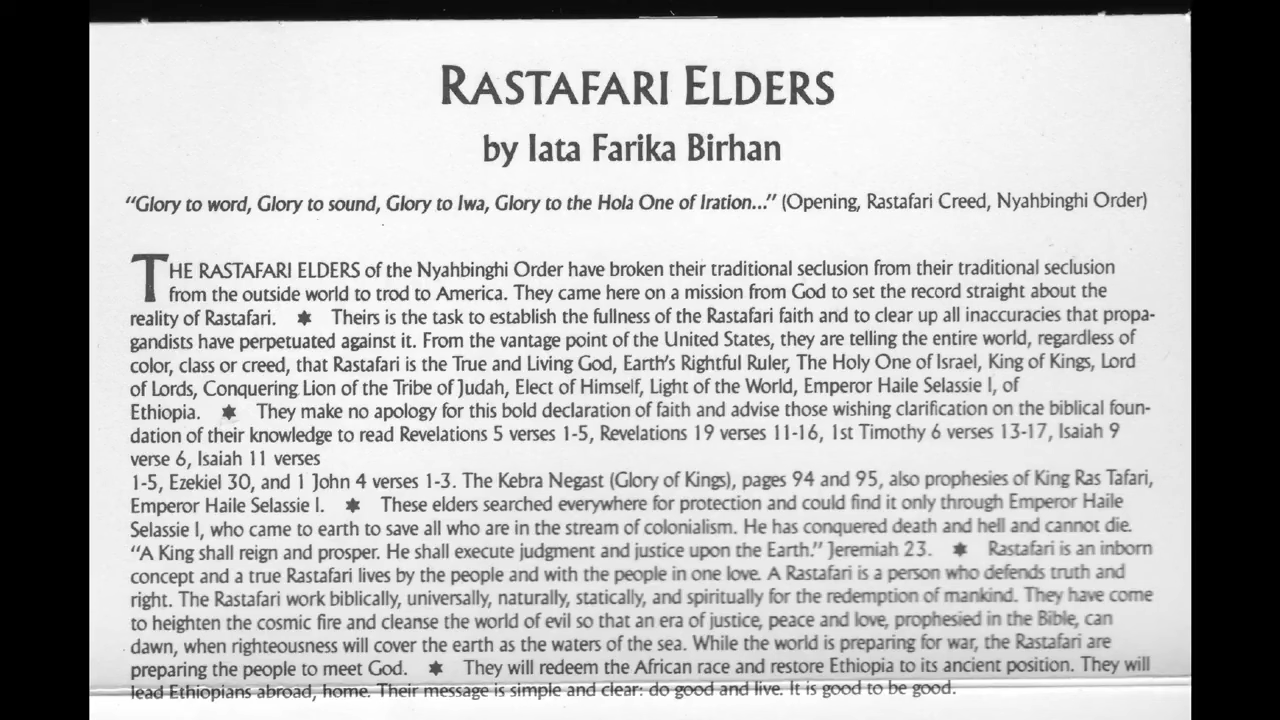 RASTAFARI ELDERS
by Iata Farika Birhan
“Glory to word, Glory to sound, Glory to Iwa, Glory to the Hola One of Iration...” (Opening, Rastafari Creed, Nyahbinghi Order)
THE RASTAFARI ELDERS of the Nyahbinghi Order have broken their traditional seclusion from their traditional seclusion
from the outside world to trod to America. They came here on a mission from God to set the record straight about the
reality of Rastafari. ✶ Theirs is the task to establish the fullness of the Rastafari faith and to clear up all inaccuracies that propa-
gandists have perpetuated against it. From the vantage point of the United States, they are telling the entire world, regardless of
color, class or creed, that Rastafari is the True and Living God, Earth’s Rightful Ruler, The Holy One of Israel, King of Kings, Lord
of Lords, Conquering Lion of the Tribe of Judah, Elect of Himself, Light of the World, Emperor Haile Selassie I, of
Ethiopia. ✶ They make no apology for this bold declaration of faith and advise those wishing clarification on the biblical foun-
dation of their knowledge to read Revelations 5 verses 1-5, Revelations 19 verses 11-16, 1st Timothy 6 verses 13-17, Isaiah 9
verse 6, Isaiah 11 verses
1-5, Ezekiel 30, and 1 John 4 verses 1-3. The Kebra Negast (Glory of Kings), pages 94 and 95, also prophesies of King Ras Tafari,
Emperor Haile Selassie I. ✶ These elders searched everywhere for protection and could find it only through Emperor Haile
Selassie I, who came to earth to save all who are in the stream of colonialism. He has conquered death and hell and cannot die.
“A King shall reign and prosper. He shall execute judgment and justice upon the Earth.” Jeremiah 23. ✶ Rastafari is an inborn
concept and a true Rastafari lives by the people and with the people in one love. A Rastafari is a person who defends truth and
right. The Rastafari work biblically, universally, naturally, statically, and spiritually for the redemption of mankind. They have come
to heighten the cosmic fire and cleanse the world of evil so that an era of justice, peace and love, prophesied in the Bible, can
dawn, when righteousness will cover the earth as the waters of the sea. While the world is preparing for war, the Rastafari are
preparing the people to meet God. ✶ They will redeem the African race and restore Ethiopia to its ancient position. They will
lead Ethiopians abroad, home. Their message is simple and clear: do good and live. It is good to be good.